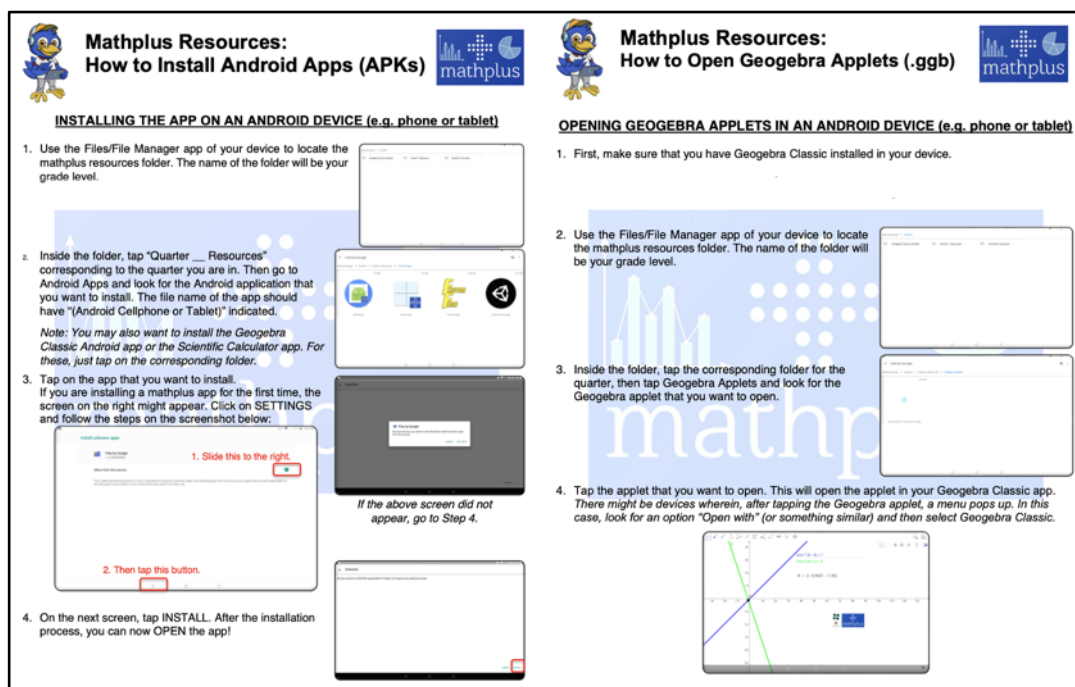 Mathplus Resources:
How to Install Android Apps (APKs)
mathplus
INSTALLING THE APP ON AN ANDROID DEVICE (e.g. phone or tablet)
1. Use the Files/File Manager app of your device to locate the
mathplus resources folder. The name of the folder will be your
grade level.
2. Inside the folder, tap “Quarter __ Resources”
corresponding to the quarter you are in. Then go to
Android Apps and look for the Android application that
you want to install. The file name of the app should
have “(Android Cellphone or Tablet)” indicated.
Note: You may also want to install the Geogebra
Classic Android app or the Scientific Calculator app. For
these, just tap on the corresponding folder.
3. Tap on the app that you want to install.
If you are installing a mathplus app for the first time, the
screen on the right might appear. Click on SETTINGS
and follow the steps on the screenshot below:
Install unknown apps
Files by Google
Allow from this source
1. Slide this to the right.
2. Then tap this button.
If the above screen did not
appear, go to Step 4.
4. On the next screen, tap INSTALL. After the installation
process, you can now OPEN the app!
Mathplus Resources:
How to Open Geogebra Applets (.ggb)
mathplus
OPENING GEOGEBRA APPLETS IN AN ANDROID DEVICE (e.g. phone or tablet)
1. First, make sure that you have Geogebra Classic installed in your device.
2. Use the Files/File Manager app of your device to locate
the mathplus resources folder. The name of the folder will
be your grade level.
3. Inside the folder, tap the corresponding folder for the
quarter, then tap Geogebra Applets and look for the
Geogebra applet that you want to open.
mathp
4. Tap the applet that you want to open. This will open the applet in your Geogebra Classic app.
There might be devices wherein, after tapping the Geogebra applet, a menu pops up. In this
case, look for an option “Open with” (or something similar) and then select Geogebra Classic.